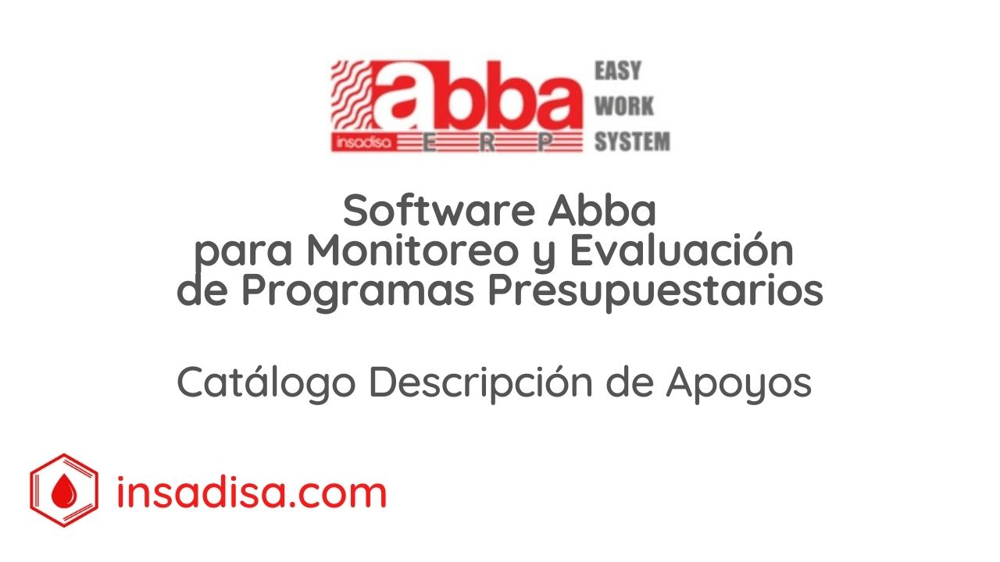 abba
insadisa
E R P
EASY
WORK
SYSTEM
Software Abba
para Monitoreo y Evaluación
de Programas Presupuestarios
Catálogo Descripción de Apoyos
insadisa.com